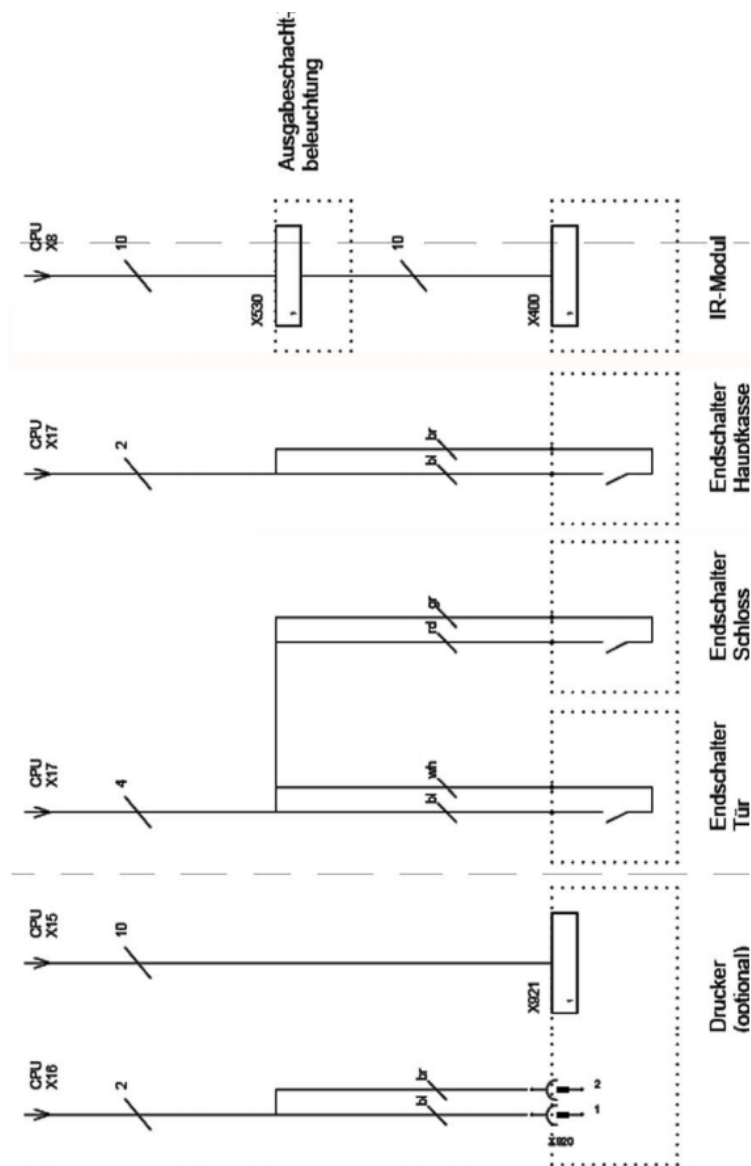 CPU
X16
CPU
X15
CPU
X17
CPU
X17
CPU
X8
2
10
4
2
10
X530
Ausgabeschacht-
beleuchtung
bl
br
bl
wh
rd
gr
bl
br
10
X920
X921
X400
1
2
1
Drucker
(optional)
Endschalter
Tür
Endschalter
Schloss
Endschalter
Hauptkasse
IR-Modul